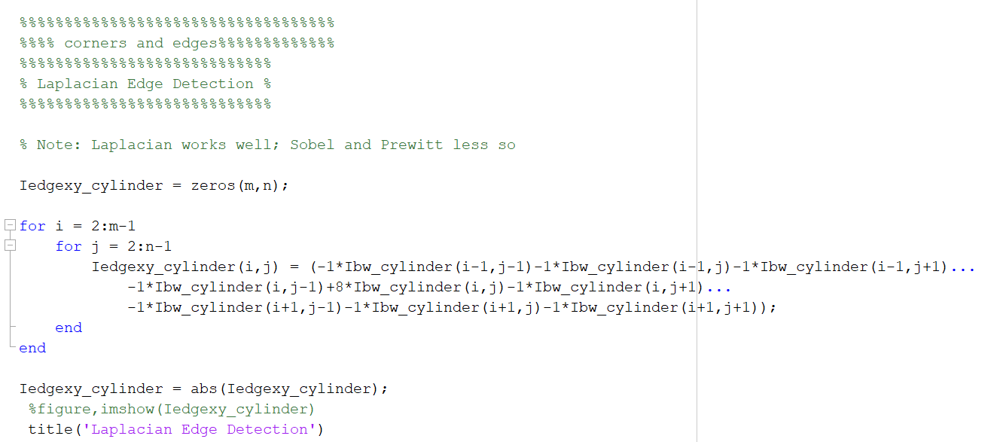 %%%%%%%%%%%%%%%%%%%%%%%%%%%%%%%%%%%
%%%% corners and edges%%%%%%%%%%%%%
%%%%%%%%%%%%%%%%%%%%%%%%%%%%
% Laplacian Edge Detection %
%%%%%%%%%%%%%%%%%%%%%%%%%%%%
% Note: Laplacian works well; Sobel and Prewitt less so
Iedgexy_cylinder = zeros(m,n);
for i = 2:m-1
    for j = 2:n-1
        Iedgexy_cylinder(i,j) = (-1*Ibw_cylinder(i-1,j-1)-1*Ibw_cylinder(i-1,j)-1*Ibw_cylinder(i-1,j+1)...
            -1*Ibw_cylinder(i,j-1)+8*Ibw_cylinder(i,j)-1*Ibw_cylinder(i,j+1)...
            -1*Ibw_cylinder(i+1,j-1)-1*Ibw_cylinder(i+1,j)-1*Ibw_cylinder(i+1,j+1));
    end
end
Iedgexy_cylinder = abs(Iedgexy_cylinder);
 %figure,imshow(Iedgexy_cylinder)
 title('Laplacian Edge Detection')